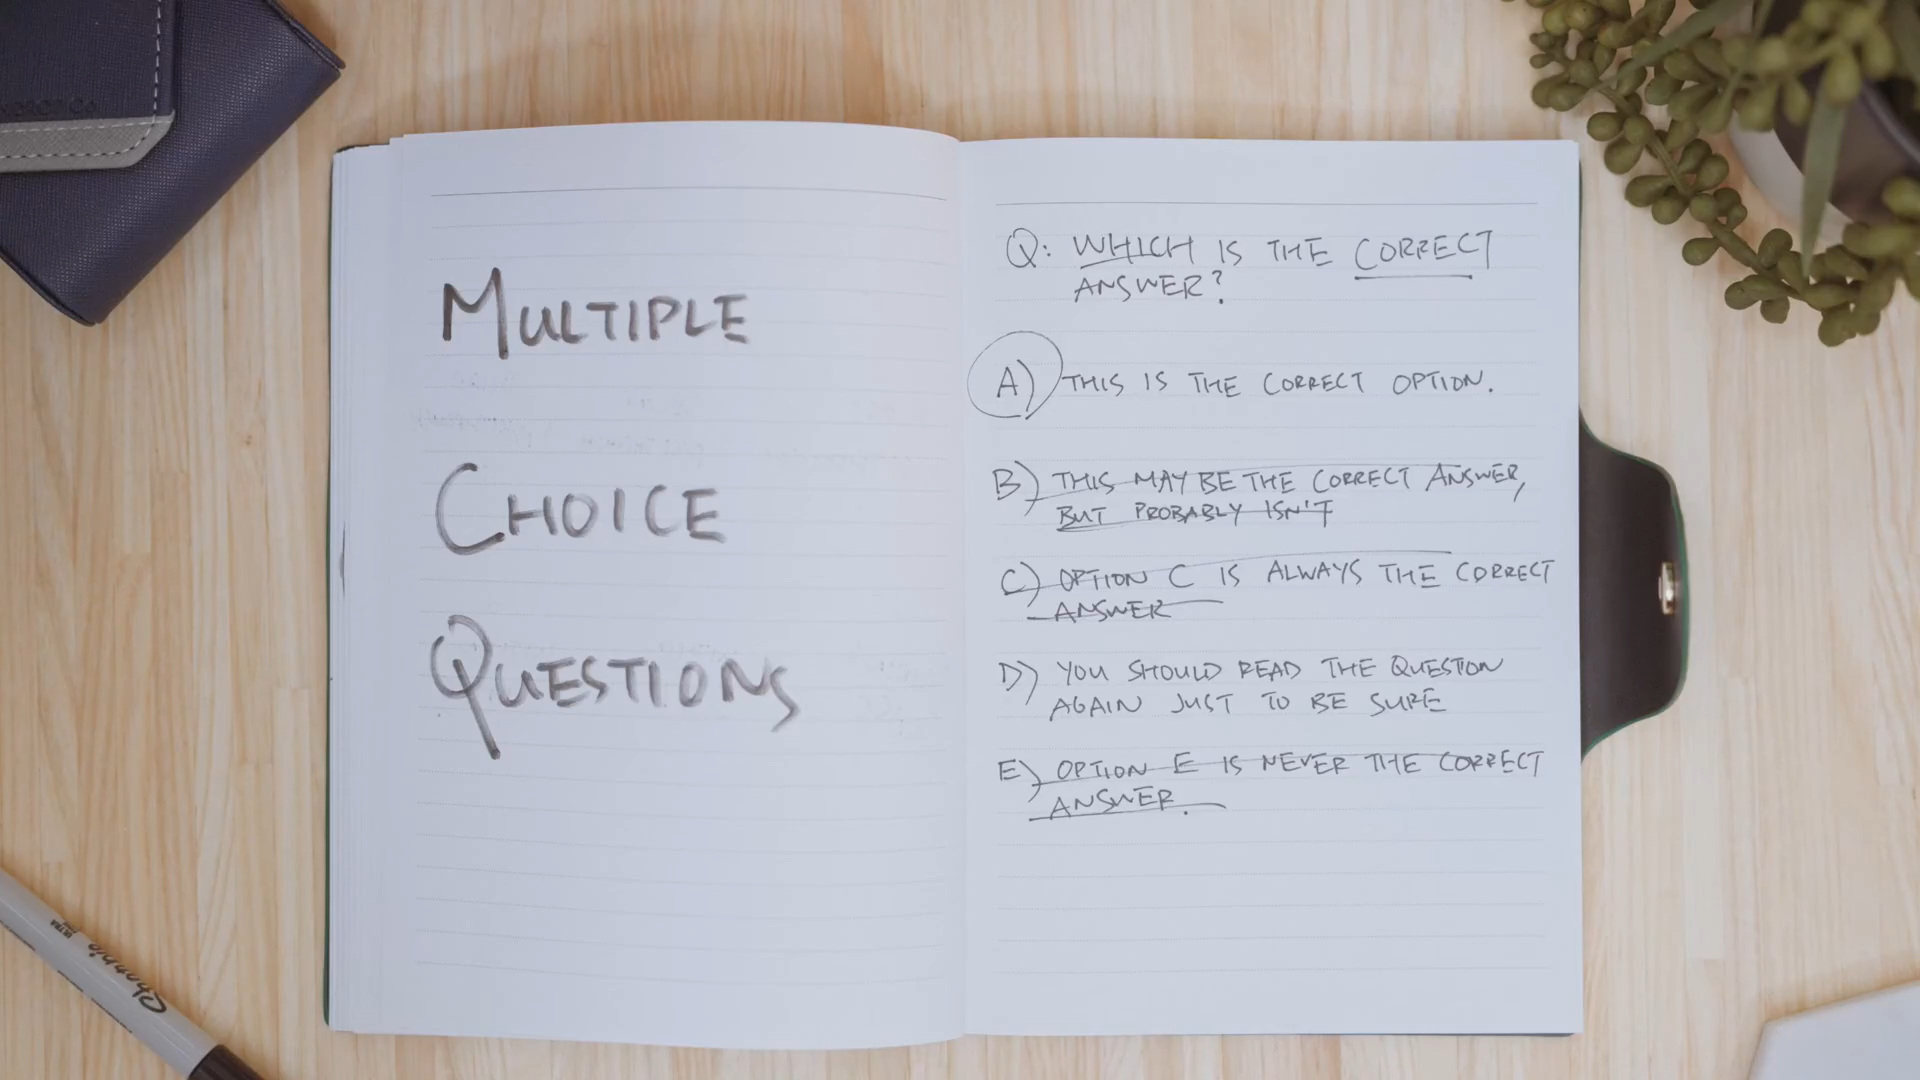 MULTIPLE
CHOICE
QUESTIONS
Q: WHICH IS THE CORRECT
ANSWER?
A) THIS IS THE CORRECT OPTION.
B) THIS MAY BE THE CORRECT ANSWER,
BUT PROBABLY ISN'T
C) OPTION C IS ALWAYS THE CORRECT
ANSWER
D) YOU SHOULD READ THE QUESTION
AGAIN JUST TO BE SURE
E) OPTION E IS NEVER THE CORRECT
ANSWER.
Sharpie
ULTRA